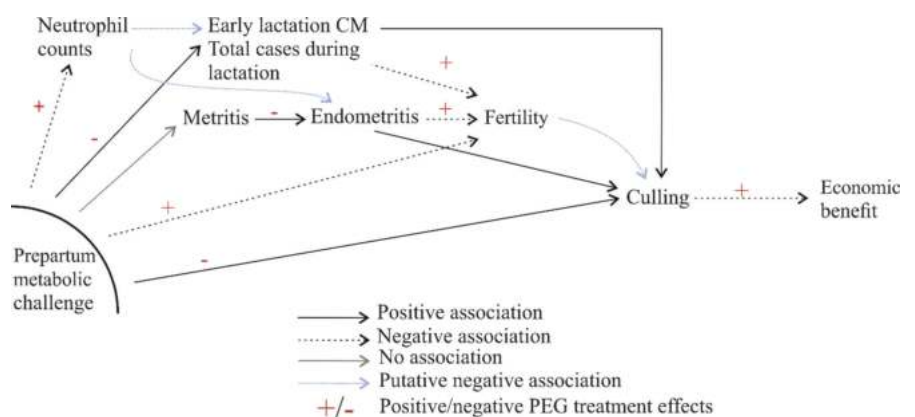 Neutrophil
counts
Early lactation CM
Total cases during
lactation
+
+
-
Metritis
-
Endometritis
+
Fertility
+
-
Culling
+
Economic
benefit
Prepartum
metabolic
challenge
Positive association
Negative association
No association
Putative negative association
+/- Positive/negative PEG treatment effects